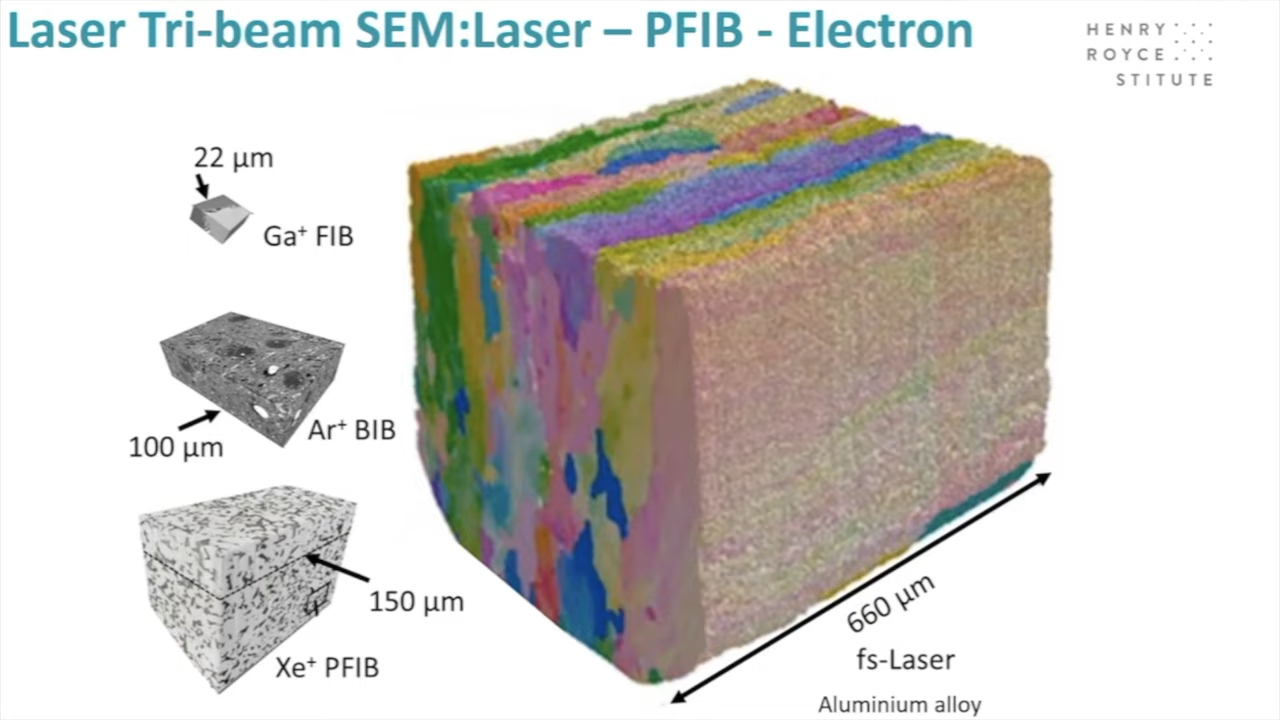 Laser Tri-beam SEM:Laser – PFIB - Electron
HENRY
ROYCE
STITUTE
22 µm
Ga⁺ FIB
Ar⁺ BIB
100 µm
150 µm
Xe⁺ PFIB
660 µm
fs-Laser
Aluminium alloy